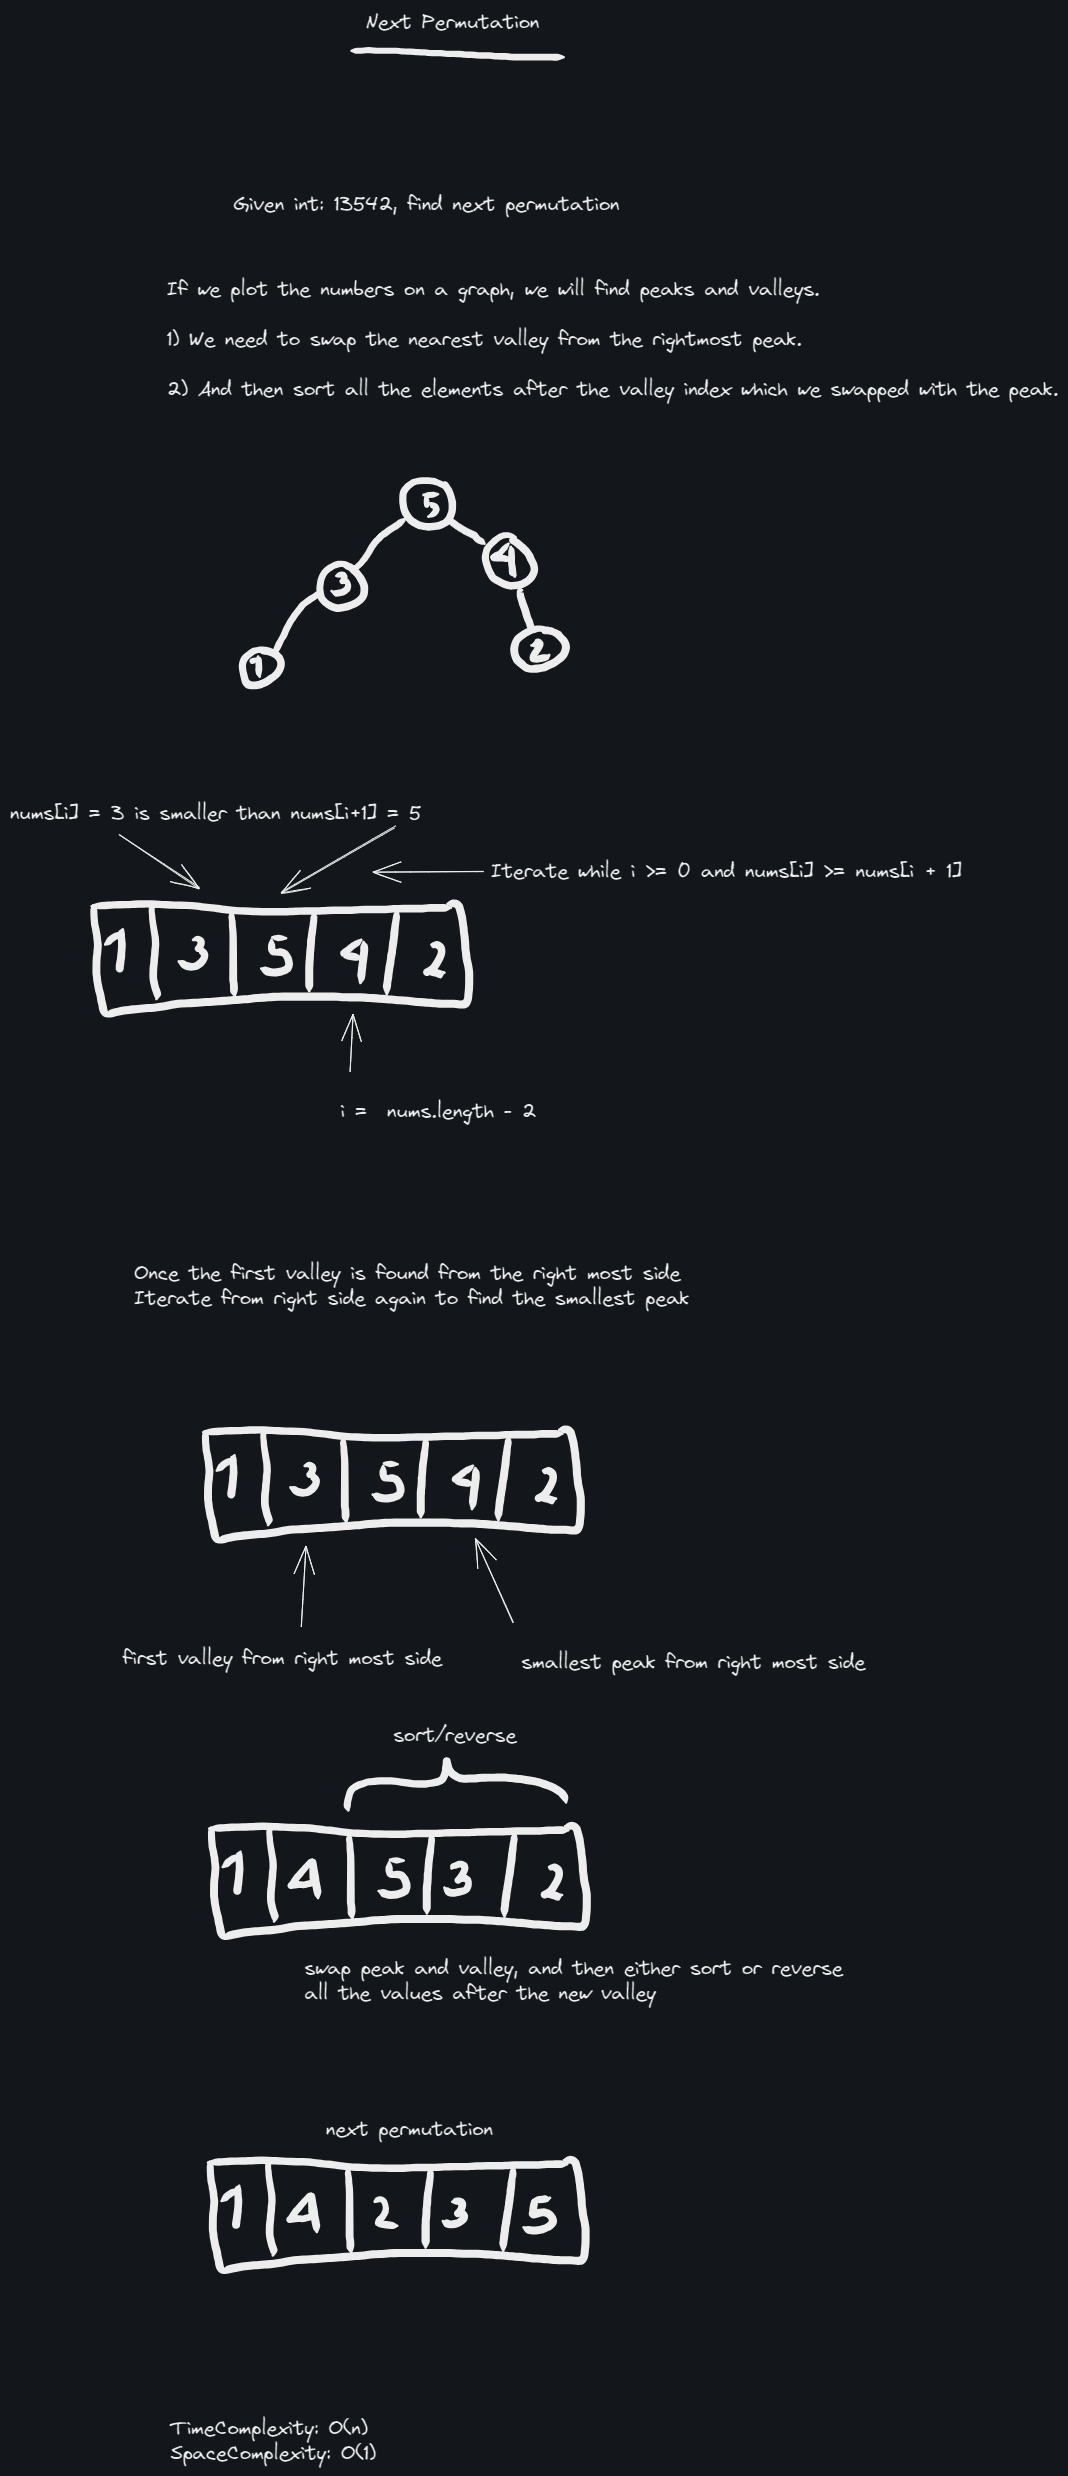 Next Permutation
Given int: 13542, find next permutation
If we plot the numbers on a graph, we will find peaks and valleys.
1) We need to swap the nearest valley from the rightmost peak.
2) And then sort all the elements after the valley index which we swapped with the peak.
5
4
3
2
1
nums[i] = 3 is smaller than nums[i+1] = 5
Iterate while i >= 0 and nums[i] >= nums[i + 1]
1 3 5 4 2
i = nums.length - 2
Once the first valley is found from the right most side
Iterate from right side again to find the smallest peak
1 3 5 4 2
first valley from right most side
smallest peak from right most side
sort/reverse
1 4 5 3 2
swap peak and valley, and then either sort or reverse
all the values after the new valley
next permutation
1 4 2 3 5
TimeComplexity: O(n)
SpaceComplexity: O(1)